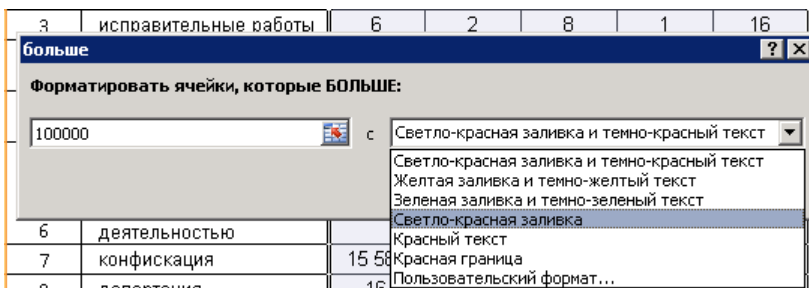 3 исправительные работы 6 2 8 1 16
больше
Форматировать ячейки, которые БОЛЬШЕ:
100000 с Светло-красная заливка и темно-красный текст
Светло-красная заливка и темно-красный текст
Желтая заливка и темно-желтый текст
Зеленая заливка и темно-зеленый текст
Светло-красная заливка
6 деятельностью
Красный текст
7 конфискация 15 58
Красная граница
Пользовательский формат...